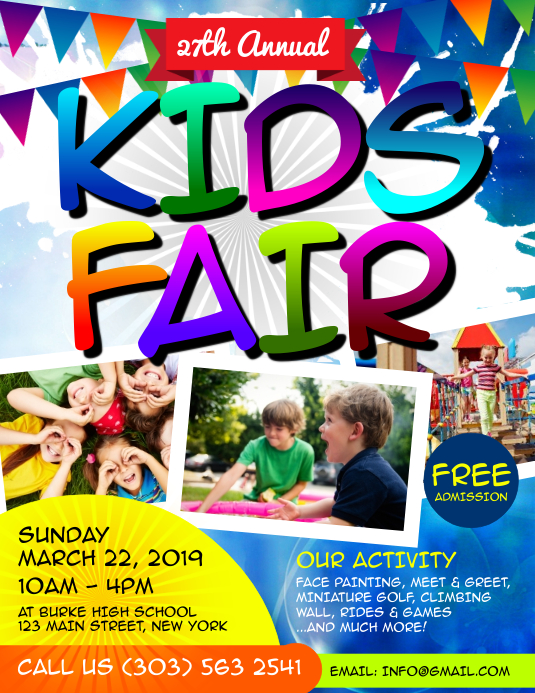 27th Annual
KIDS
FAIR
FREE
ADMISSION
SUNDAY
MARCH 22, 2019
10AM - 4PM
AT BURKE HIGH SCHOOL
123 MAIN STREET, NEW YORK
OUR ACTIVITY
FACE PAINTING, MEET & GREET,
MINIATURE GOLF, CLIMBING
WALL, RIDES & GAMES
...AND MUCH MORE!
CALL US (303) 563 2541
EMAIL: INFO@GMAIL.COM